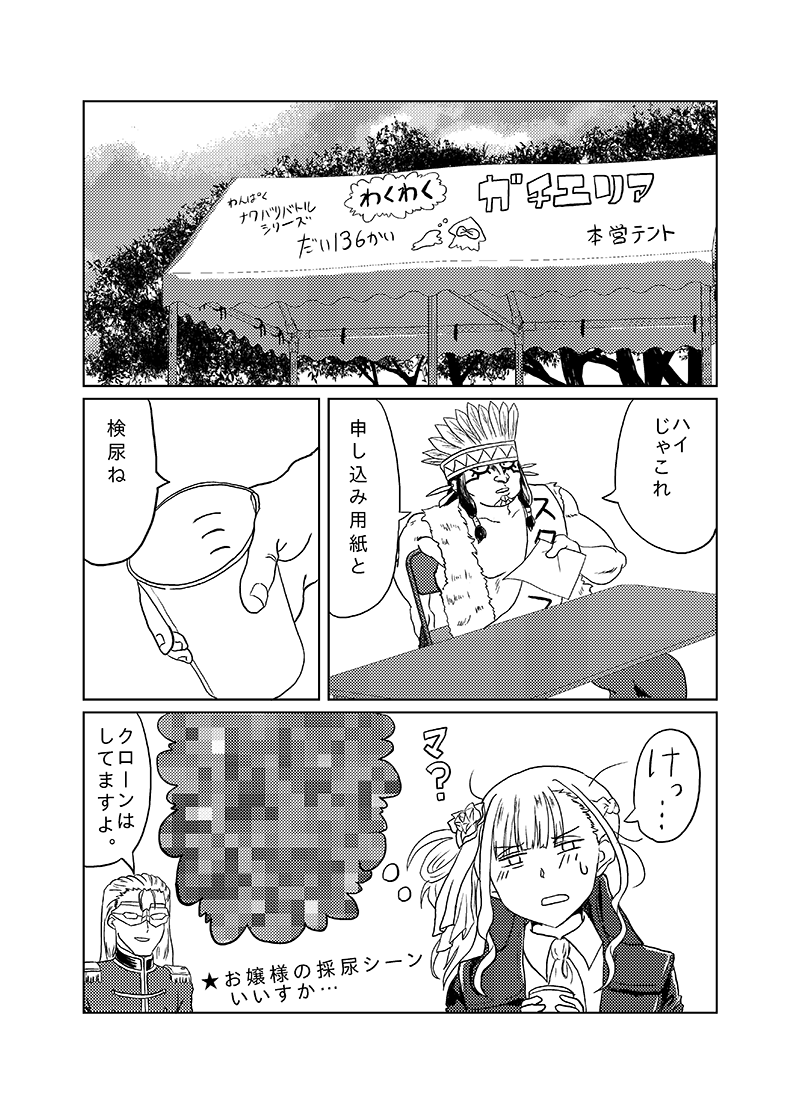 わんぱく
ナワバリバトル
シリーズ
だい136かい
わくわく
ガチエリア
本営テント
ハイ
じゃこれ
申し込み用紙と
検尿ね
けっ…
マ?
クローンは
してますよ。
★お嬢様の採尿シーン
いいすか…